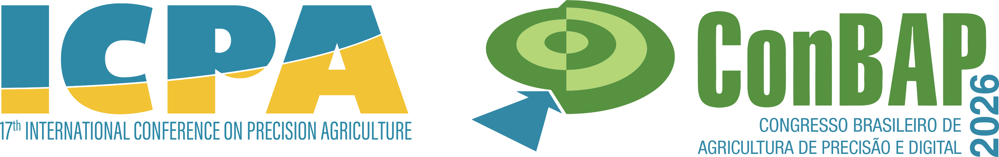 ICPA
17th INTERNATIONAL CONFERENCE ON PRECISION AGRICULTURE
ConBAP
CONGRESSO BRASILEIRO DE
AGRICULTURA DE PRECISÃO E DIGITAL
2026